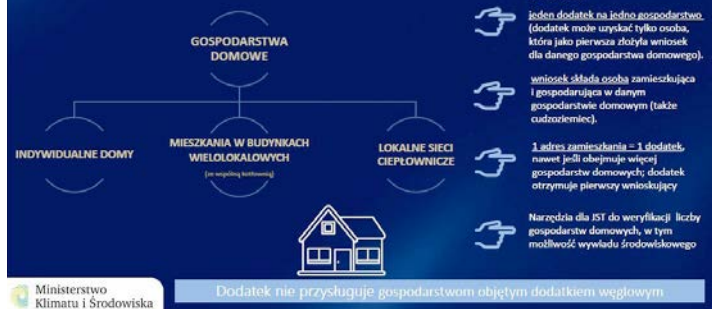 GOSPODARSTWA
DOMOWE
INDYWIDUALNE DOMY
MIESZKANIA W BUDYNKACH
WIELOLOKALOWYCH
(ze wspólną kotłownią)
LOKALNE SIECI
CIEPŁOWNICZE
jeden dodatek na jedno gospodarstwo
(dodatek może uzyskać tylko osoba,
która jako pierwsza złożyła wniosek
dla danego gospodarstwa domowego).
wniosek składa osoba zamieszkująca
i gospodarująca w danym
gospodarstwie domowym (także
cudzoziemiec).
1 adres zamieszkania = 1 dodatek,
nawet jeśli obejmuje więcej
gospodarstw domowych; dodatek
otrzymuje pierwszy wnioskujący
Narzędzia dla JST do weryfikacji liczby
gospodarstw domowych, w tym
możliwość wywiadu środowiskowego
Ministerstwo
Klimatu i Środowiska
Dodatek nie przysługuje gospodarstwom objętym dodatkiem węglowym